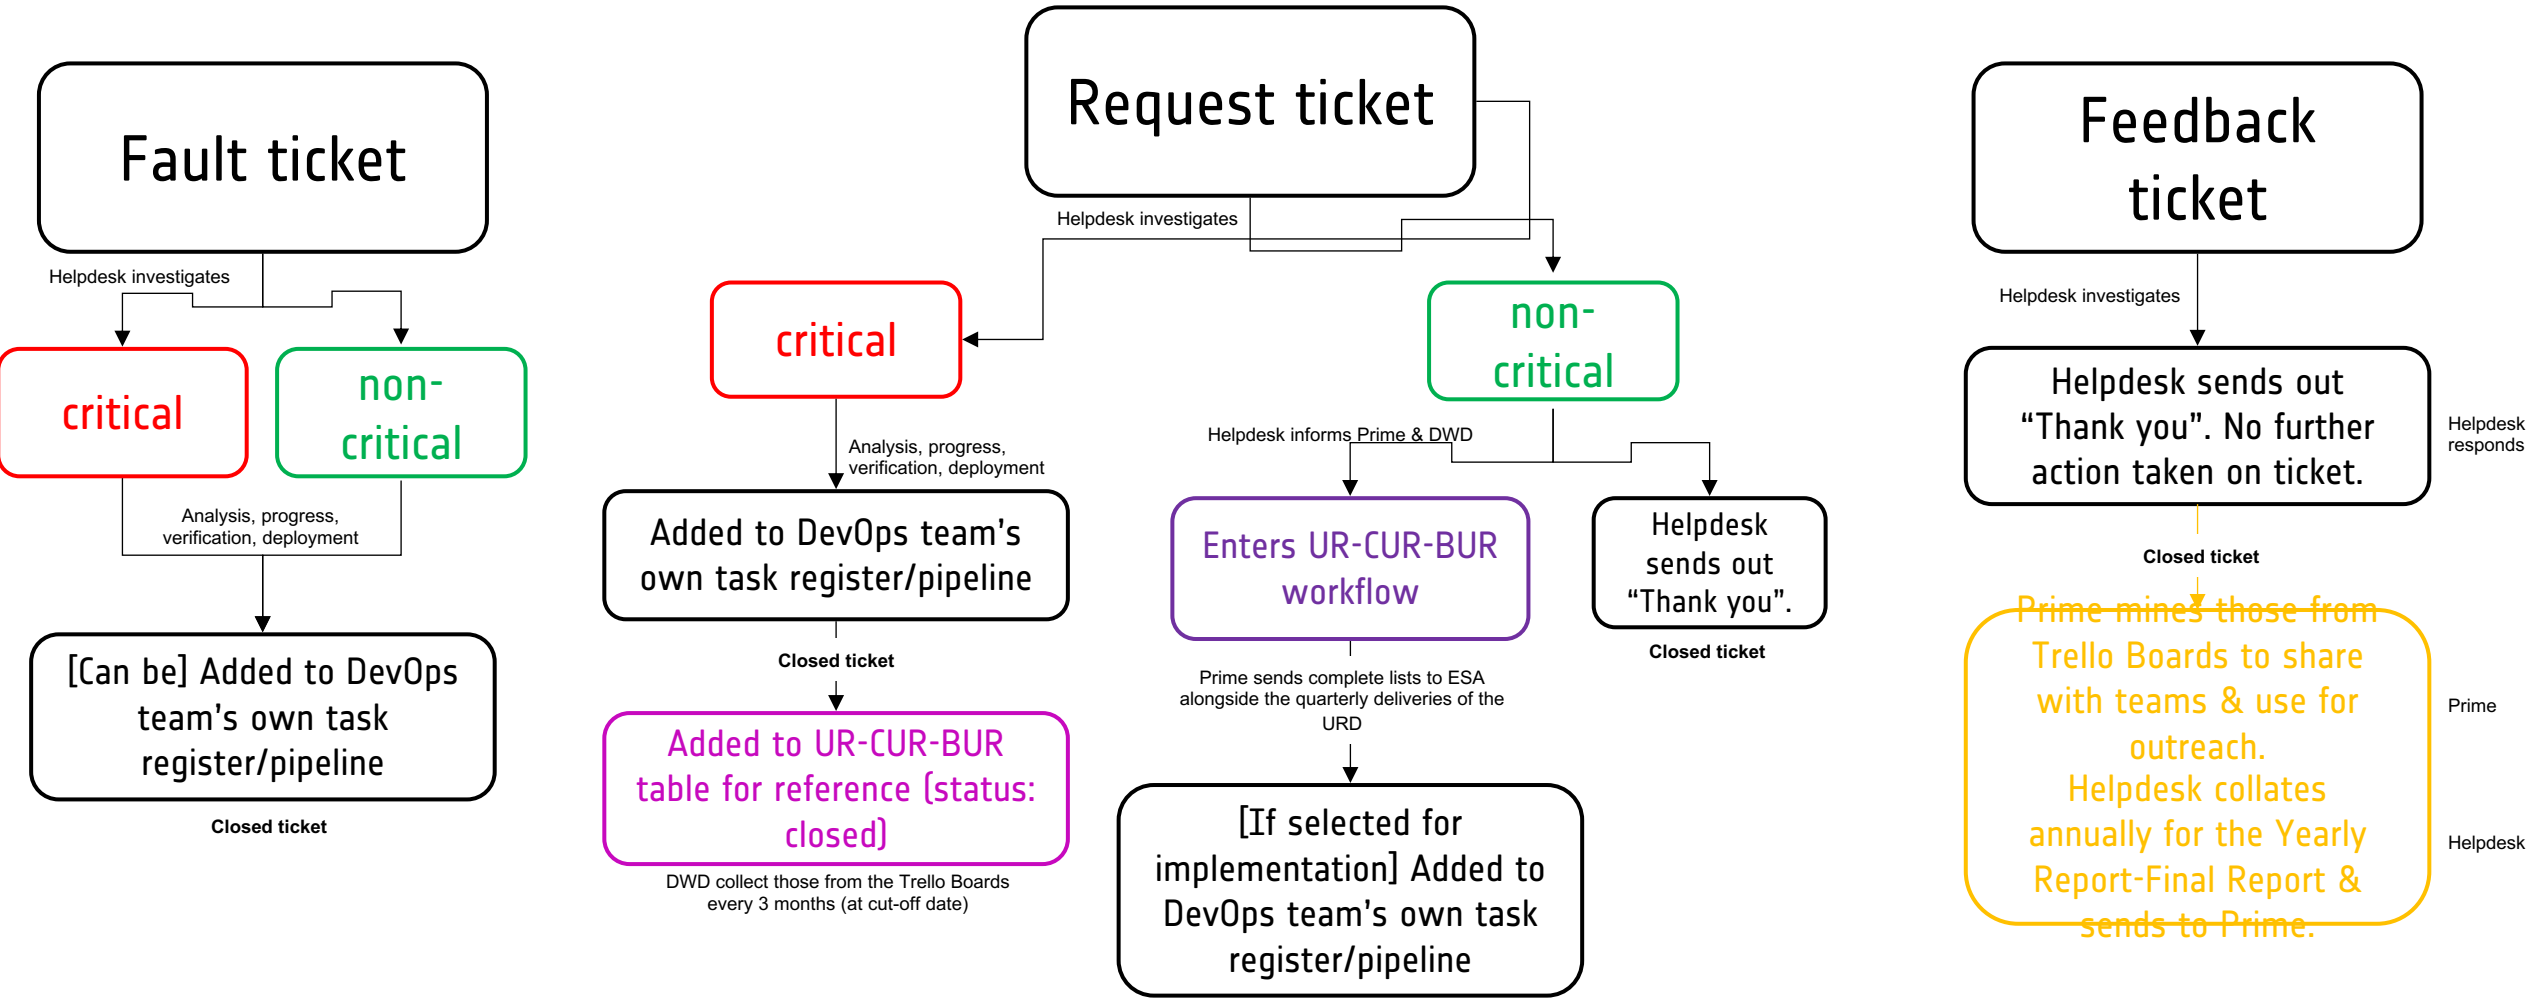 Fault ticket
Helpdesk investigates
critical
non-
critical
Analysis, progress,
verification, deployment
[Can be] Added to DevOps
team's own task
register/pipeline
Closed ticket
Request ticket
Helpdesk investigates
critical
Analysis, progress,
verification, deployment
Added to DevOps team's
own task register/pipeline
Closed ticket
Added to UR-CUR-BUR
table for reference (status:
closed)
DWD collect those from the Trello Boards
every 3 months (at cut-off date)
non-
critical
Helpdesk informs Prime & DWD
Enters UR-CUR-BUR
workflow
Prime sends complete lists to ESA
alongside the quarterly deliveries of the
URD
[If selected for
implementation] Added to
DevOps team's own task
register/pipeline
Helpdesk
sends out
“Thank you”.
Closed ticket
Feedback
ticket
Helpdesk investigates
Helpdesk sends out
“Thank you”. No further
action taken on ticket.
Helpdesk
responds
Closed ticket
Prime mines those from
Trello Boards to share
with teams & use for
outreach.
Helpdesk collates
annually for the Yearly
Report-Final Report &
sends to Prime.
Prime
Helpdesk